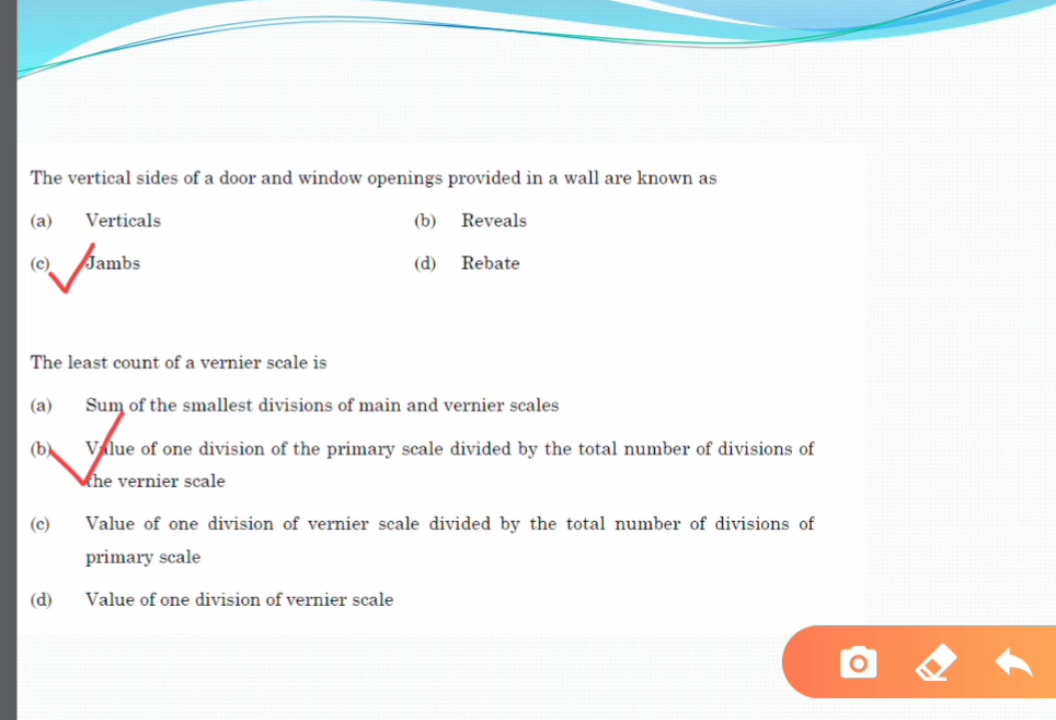 The vertical sides of a door and window openings provided in a wall are known as
(a) Verticals (b) Reveals
(c) Jambs (d) Rebate
The least count of a vernier scale is
(a) Sum of the smallest divisions of main and vernier scales
(b) Value of one division of the primary scale divided by the total number of divisions of
the vernier scale
(c) Value of one division of vernier scale divided by the total number of divisions of
primary scale
(d) Value of one division of vernier scale